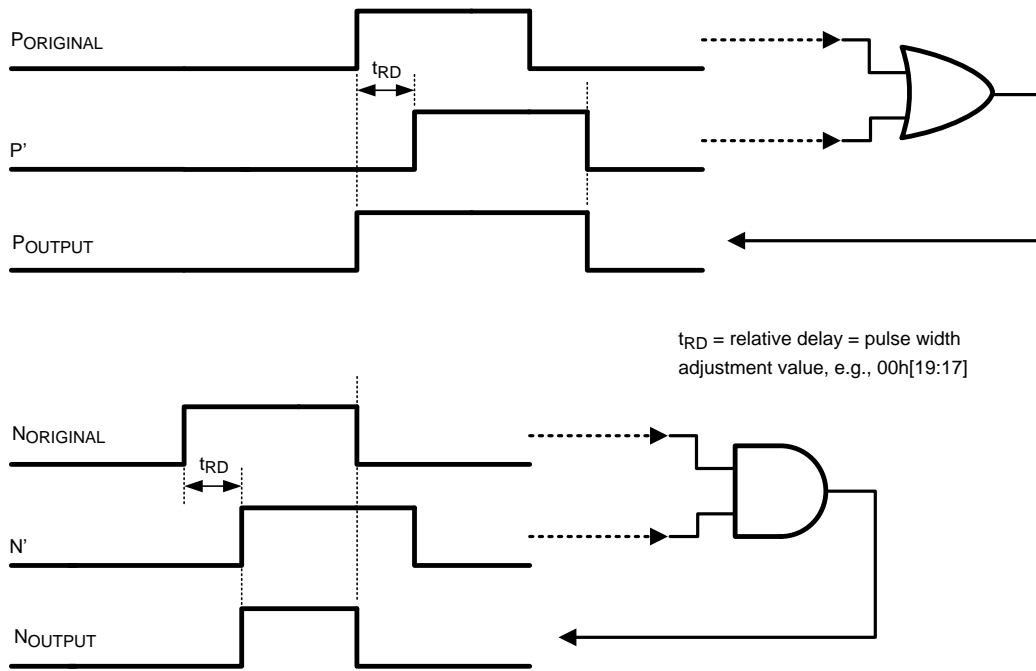 PORIGINAL
tRD
P’
POUTPUT
tRD = relative delay = pulse width
adjustment value, e.g., 00h[19:17]
NORIGINAL
tRD
N’
NOUTPUT